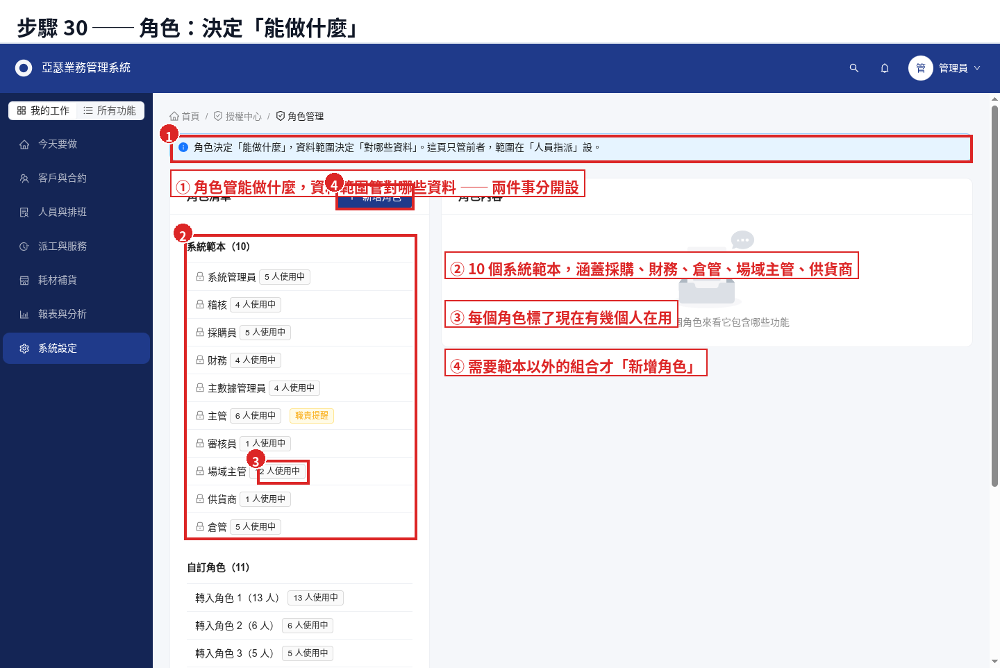 步驟 30 —— 角色：決定「能做什麼」
亞瑟業務管理系統
管 管理員
我的工作 所有功能
今天要做
客戶與合約
人員與排班
派工與服務
耗材補貨
報表與分析
系統設定
首頁 / 授權中心 / 角色管理
1
角色決定「能做什麼」，資料範圍決定「對哪些資料」。這頁只管前者，範圍在「人員指派」設。
① 角色管能做什麼，資料範圍管對哪些資料 —— 兩件事分開設
4
角色清單
新增角色
角色內容
2
系統範本（10）
系統管理員 5 人使用中
稽核 4 人使用中
採購員 5 人使用中
財務 4 人使用中
主數據管理員 4 人使用中
主管 6 人使用中 職責提醒
審核員 1 人使用中
3
場域主管 12 人使用中
供貨商 1 人使用中
倉管 5 人使用中
自訂角色（11）
轉入角色 1（13 人） 13 人使用中
轉入角色 2（6 人） 6 人使用中
轉入角色 3（5 人） 5 人使用中
② 10 個系統範本，涵蓋採購、財務、倉管、場域主管、供貨商
③ 每個角色標了現在有幾個人在用
個角色來看它包含哪些功能
④ 需要範本以外的組合才「新增角色」